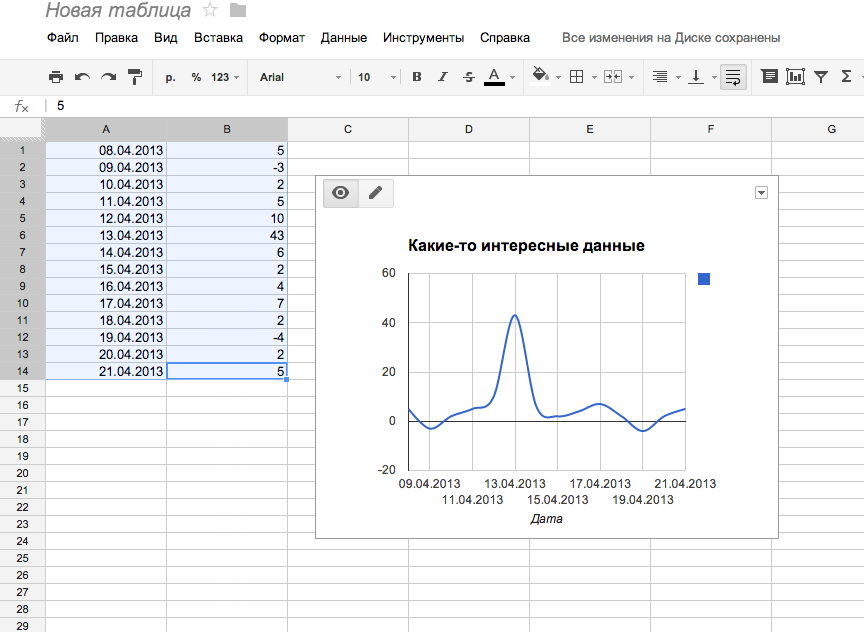 Новая таблица
Файл Правка Вид Вставка Формат Данные Инструменты Справка Все изменения на Диске сохранены
р. % 123 Arial 10 B I S A Σ
fx 5
A B C D E F G
1 08.04.2013 5
2 09.04.2013 -3
3 10.04.2013 2
4 11.04.2013 5
5 12.04.2013 10
6 13.04.2013 43
7 14.04.2013 6
8 15.04.2013 2
9 16.04.2013 4
10 17.04.2013 7
11 18.04.2013 2
12 19.04.2013 -4
13 20.04.2013 2
14 21.04.2013 5
15
16
17
18
19
20
21
22
23
24
25
26
27
28
29
Какие-то интересные данные
60
40
20
0
-20
09.04.2013 13.04.2013 17.04.2013 21.04.2013
11.04.2013 15.04.2013 19.04.2013
Дата